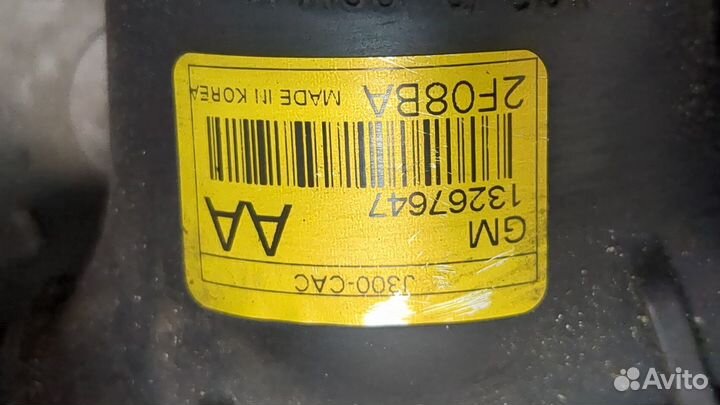 J300-CAC
GM
13267647
AA
2F08BA
MADE IN KOREA
Avito